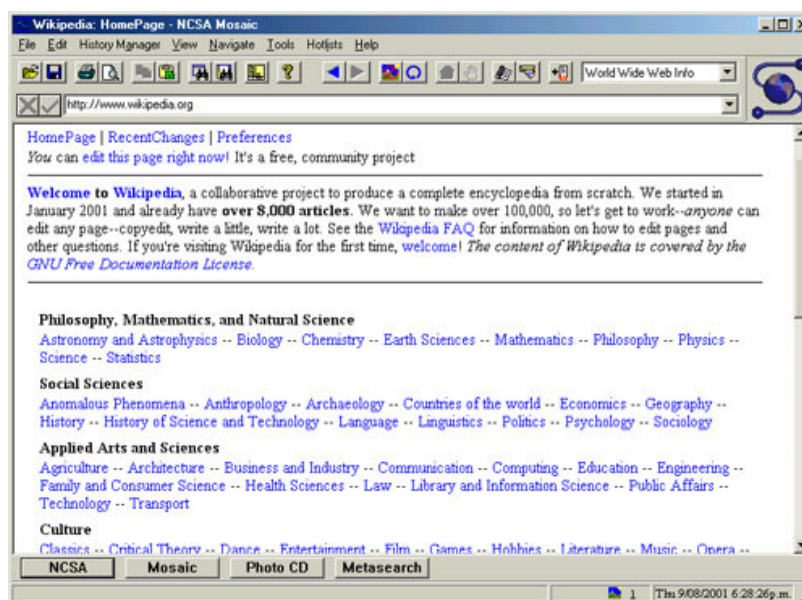 Wikipedia: HomePage - NCSA Mosaic
File Edit History Manager View Navigate Tools Hotlists Help
World Wide Web Info
http://www.wikipedia.org
HomePage | RecentChanges | Preferences
You can edit this page right now! It's a free, community project
Welcome to Wikipedia, a collaborative project to produce a complete encyclopedia from scratch. We started in
January 2001 and already have over 8,000 articles. We want to make over 100,000, so let's get to work--anyone can
edit any page--copyedit, write a little, write a lot. See the Wikipedia FAQ for information on how to edit pages and
other questions. If you're visiting Wikipedia for the first time, welcome! The content of Wikipedia is covered by the
GNU Free Documentation License.
Philosophy, Mathematics, and Natural Science
Astronomy and Astrophysics -- Biology -- Chemistry -- Earth Sciences -- Mathematics -- Philosophy -- Physics --
Science -- Statistics
Social Sciences
Anomalous Phenomena -- Anthropology -- Archaeology -- Countries of the world -- Economics -- Geography --
History -- History of Science and Technology -- Language -- Linguistics -- Politics -- Psychology -- Sociology
Applied Arts and Sciences
Agriculture -- Architecture -- Business and Industry -- Communication -- Computing -- Education -- Engineering --
Family and Consumer Science -- Health Sciences -- Law -- Library and Information Science -- Public Affairs --
Technology -- Transport
Culture
Classics -- Critical Theory -- Dance -- Entertainment -- Film -- Games -- Hobbies -- Literature -- Music -- Opera --
NCSA Mosaic Photo CD Metasearch
1 Thu 9/08/2001 6:28:26p.m.